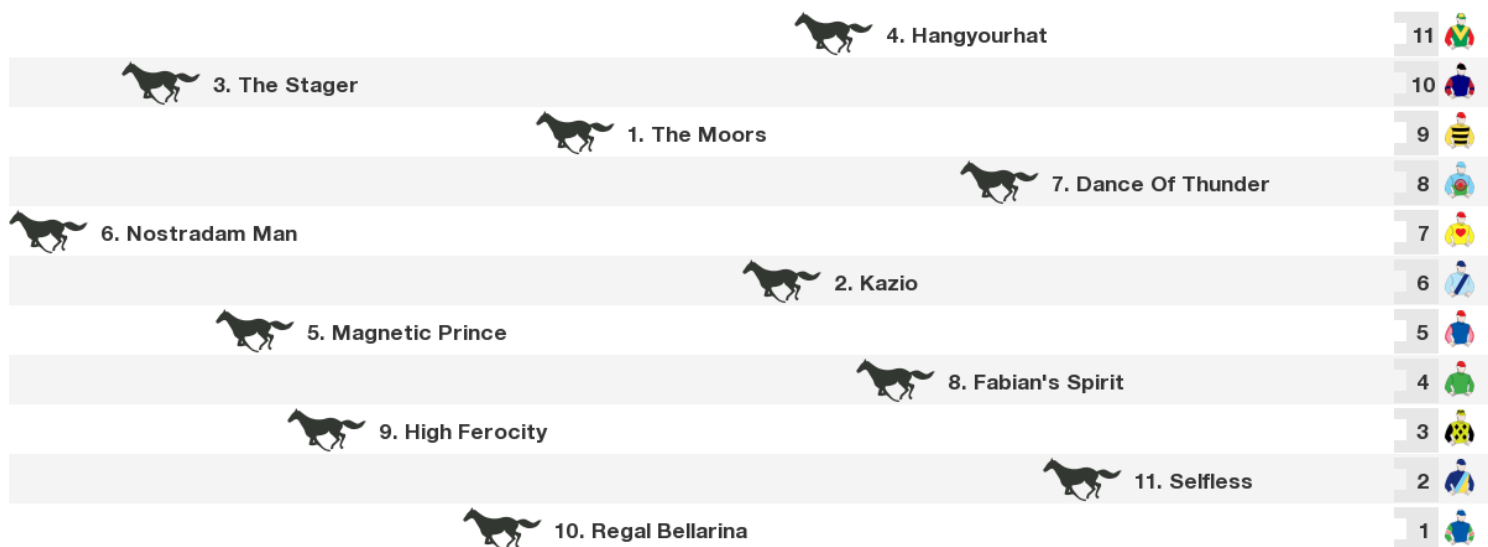 4. Hangyourhat 11
3. The Stager 10
1. The Moors 9
7. Dance Of Thunder 8
6. Nostradam Man 7
2. Kazio 6
5. Magnetic Prince 5
8. Fabian's Spirit 4
9. High Ferocity 3
11. Selfless 2
10. Regal Bellarina 1